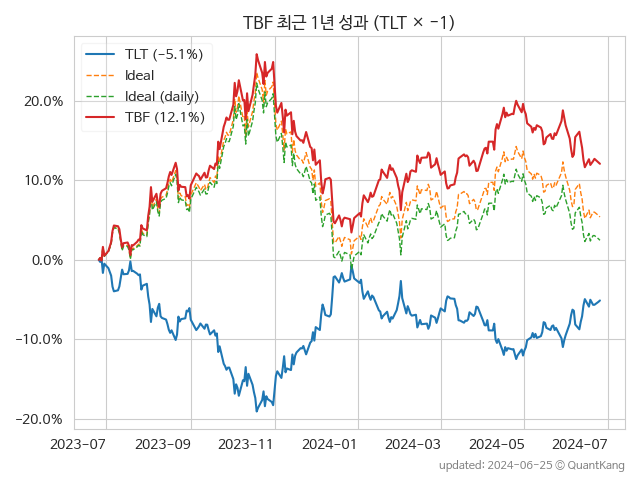 TBF 최근 1년 성과 (TLT × −1)
TLT (−5.1%)
Ideal
Ideal (daily)
TBF (12.1%)
20.0%
10.0%
0.0%
−10.0%
−20.0%
2023-07 2023-09 2023-11 2024-01 2024-03 2024-05 2024-07
updated: 2024-06-25 © QuantKang